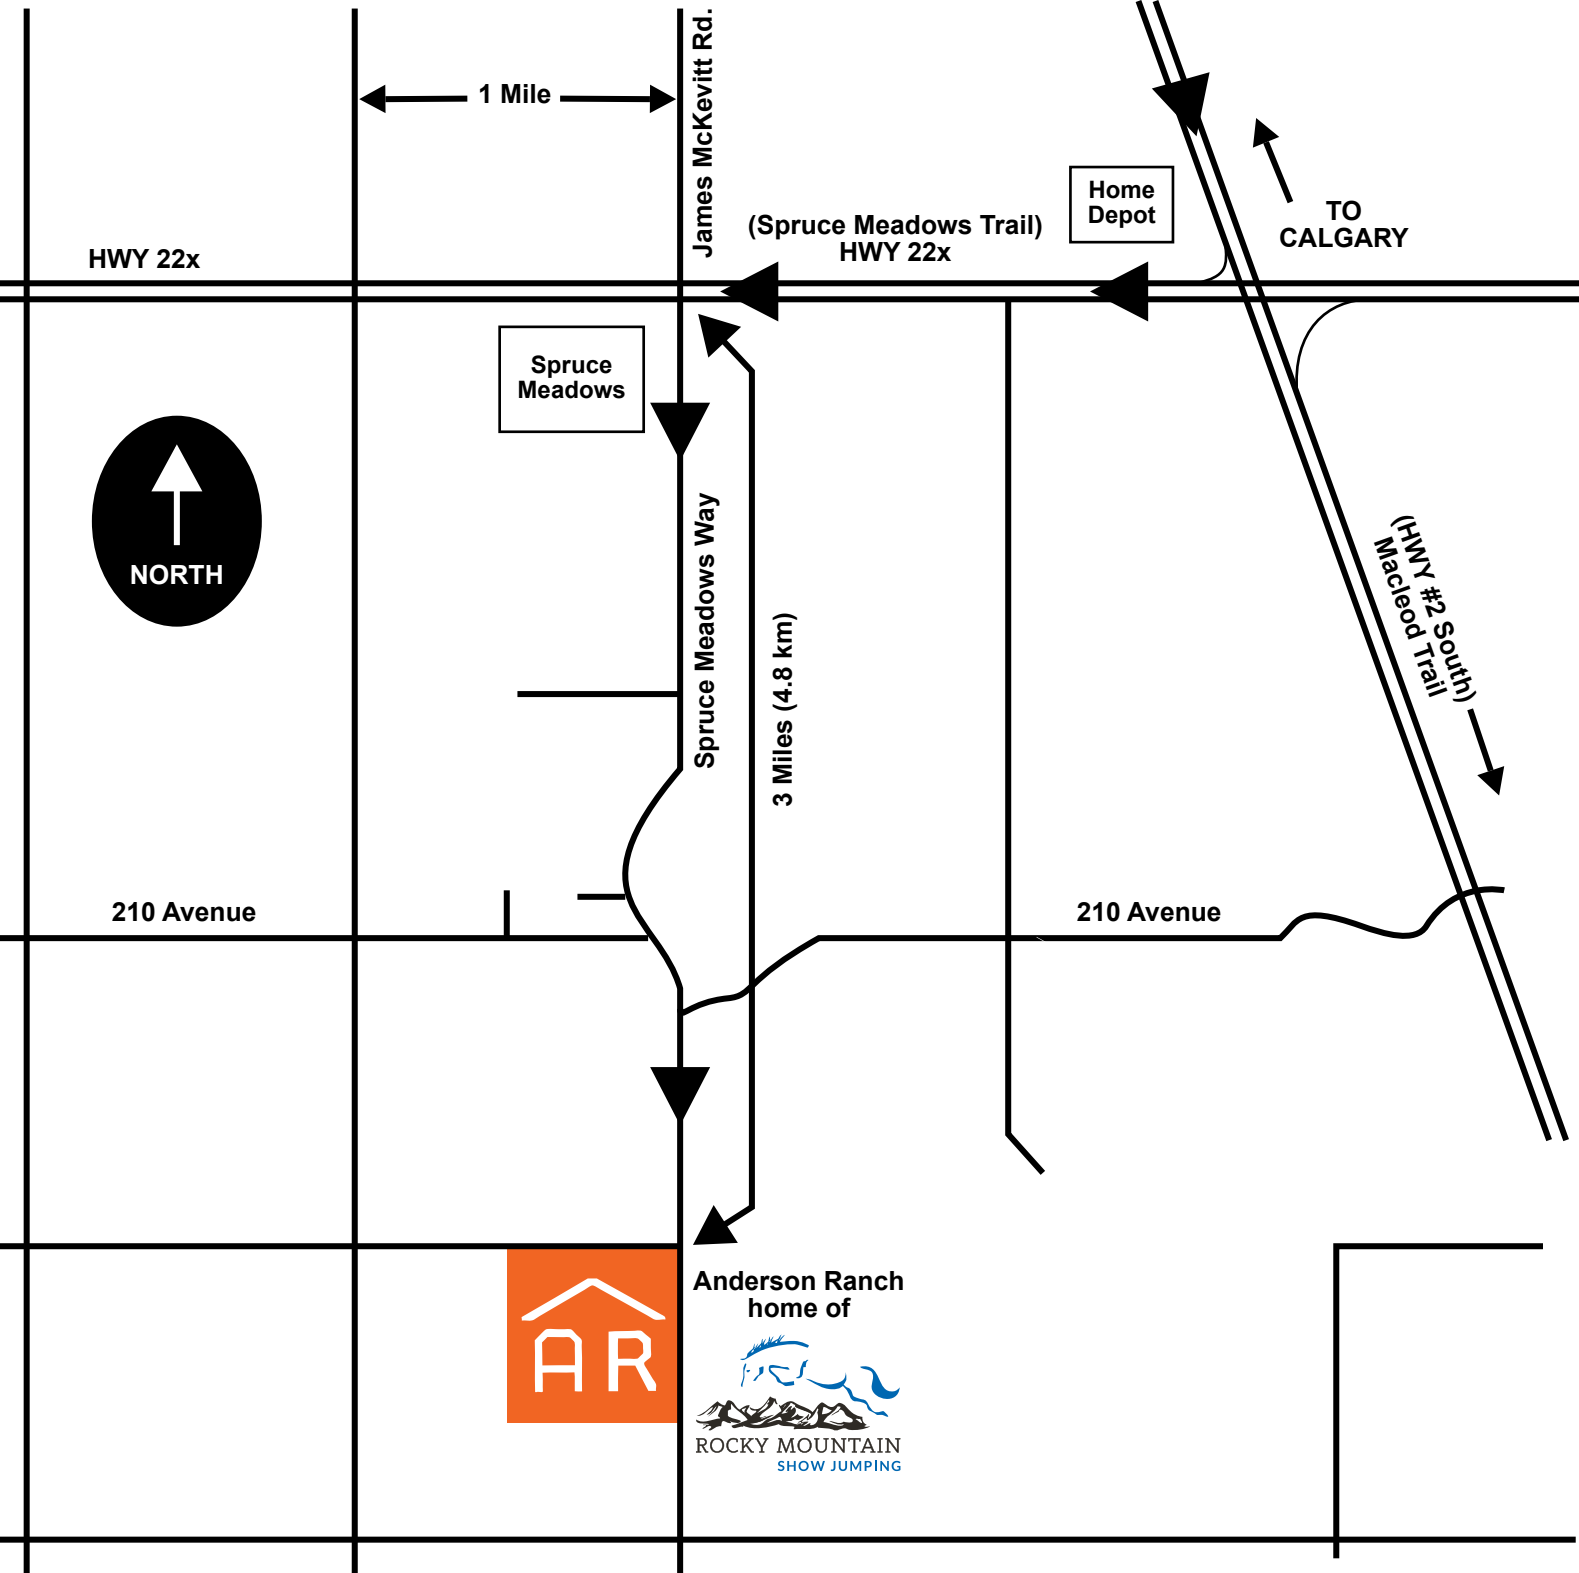 James McKevitt Rd.
1 Mile
Home
Depot
TO
CALGARY
(Spruce Meadows Trail)
HWY 22x
HWY 22x
Spruce
Meadows
NORTH
Spruce Meadows Way
3 Miles (4.8 km)
(HWY #2 South)
Macleod Trail
210 Avenue
210 Avenue
Anderson Ranch
home of
AR
ROCKY MOUNTAIN
SHOW JUMPING